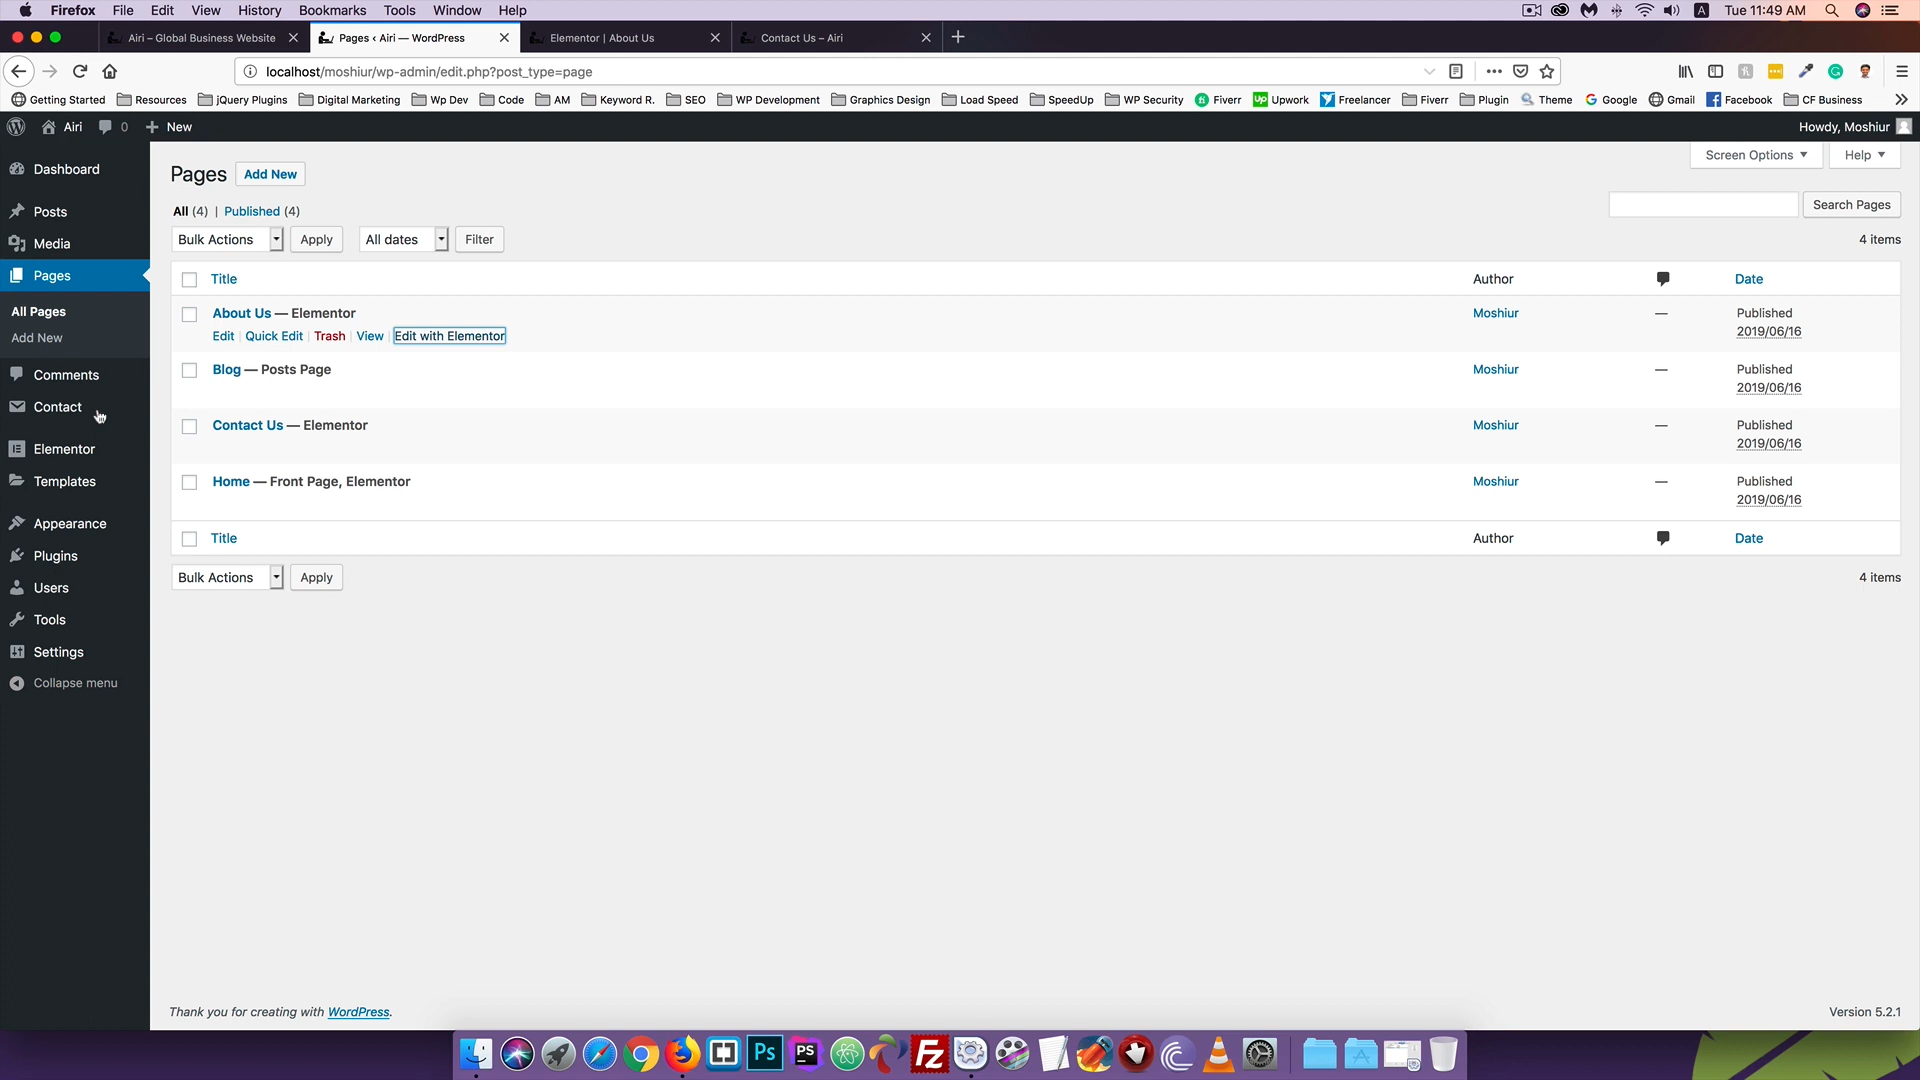 Firefox File Edit View History Bookmarks Tools Window Help A Tue 11:49 AM
Airi – Global Business Website Pages ‹ Airi — WordPress Elementor | About Us Contact Us – Airi
localhost/moshiur/wp-admin/edit.php?post_type=page
Getting Started Resources jQuery Plugins Digital Marketing Wp Dev Code AM Keyword R. SEO WP Development Graphics Design Load Speed SpeedUp WP Security Fiverr Upwork Freelancer Fiverr Plugin Theme Google Gmail Facebook CF Business
Airi 0 New Howdy, Moshiur
Dashboard
Posts
Media
Pages
All Pages
Add New
Comments
Contact
Elementor
Templates
Appearance
Plugins
Users
Tools
Settings
Collapse menu
Screen Options Help
Pages Add New
All (4) | Published (4)
Search Pages
Bulk Actions Apply All dates Filter 4 items
Title Author Date
About Us — Elementor Moshiur — Published
2019/06/16
Edit | Quick Edit | Trash | View | Edit with Elementor
Blog — Posts Page Moshiur — Published
2019/06/16
Contact Us — Elementor Moshiur — Published
2019/06/16
Home — Front Page, Elementor Moshiur — Published
2019/06/16
Title Author Date
Bulk Actions Apply 4 items
Thank you for creating with WordPress. Version 5.2.1
Ps PS FZ